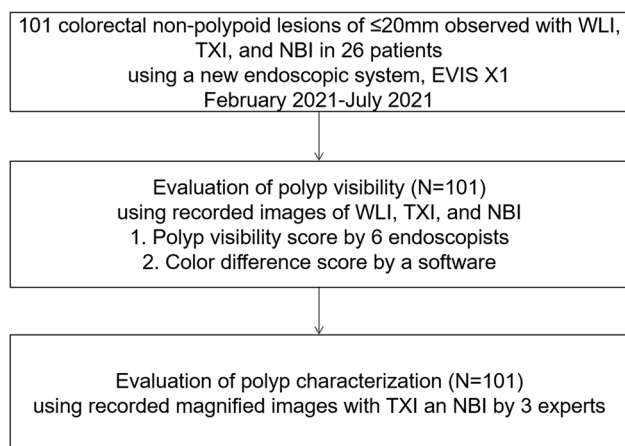 101 colorectal non-polypoid lesions of ≤20mm observed with WLI,
TXI, and NBI in 26 patients
using a new endoscopic system, EVIS X1
February 2021-July 2021
Evaluation of polyp visibility (N=101)
using recorded images of WLI, TXI, and NBI
1. Polyp visibility score by 6 endoscopists
2. Color difference score by a software
Evaluation of polyp characterization (N=101)
using recorded magnified images with TXI an NBI by 3 experts